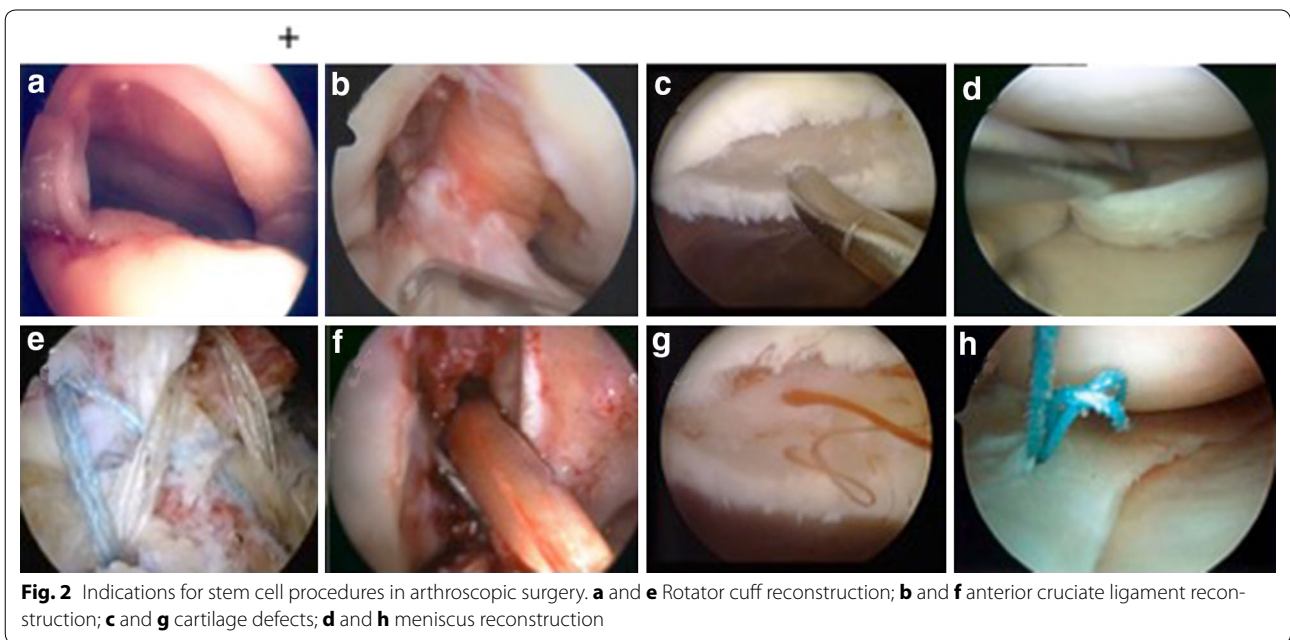 +
a b c d
e f g h
Fig. 2 Indications for stem cell procedures in arthroscopic surgery. a and e Rotator cuff reconstruction; b and f anterior cruciate ligament recon-
struction; c and g cartilage defects; d and h meniscus reconstruction